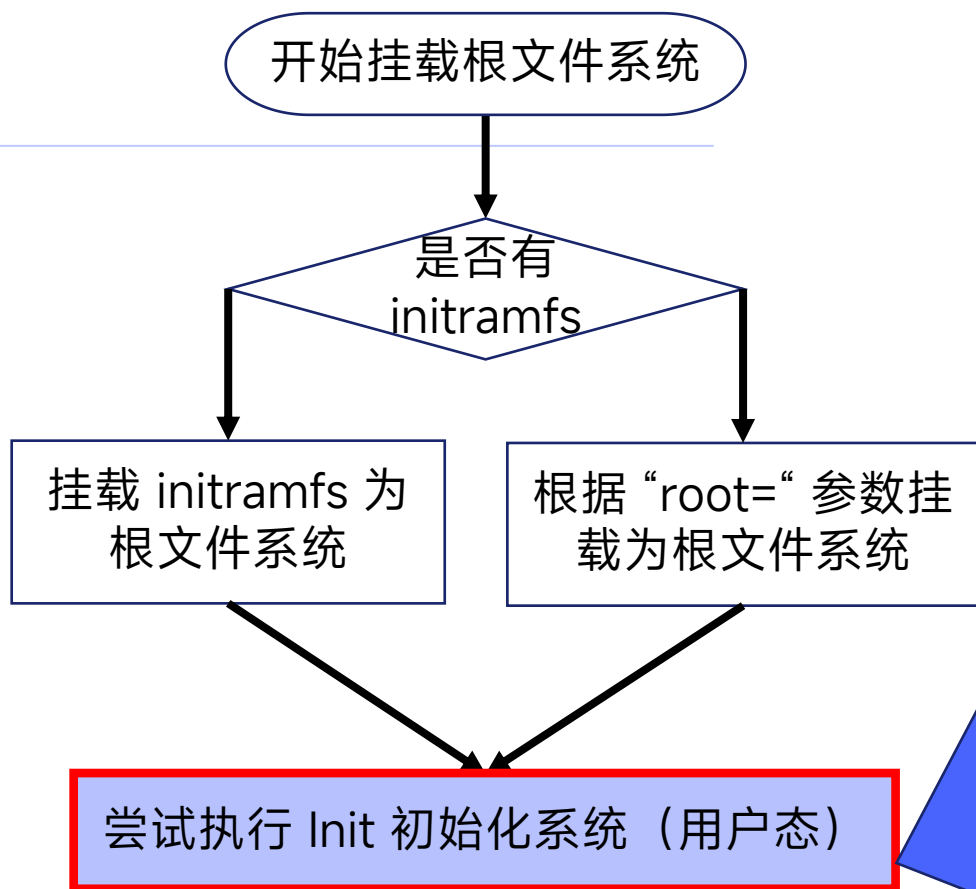 开始挂载根文件系统
是否有
initramfs
挂载 initramfs 为
根文件系统
根据 “root=“ 参数挂
载为根文件系统
尝试执行 Init 初始化系统（用户态）